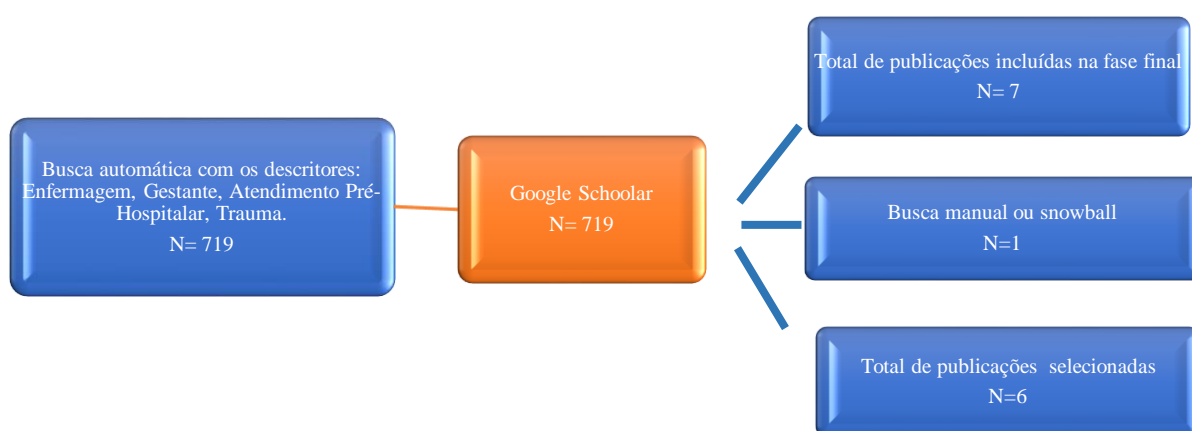 Busca automática com os descritores:
Enfermagem, Gestante, Atendimento Pré-
Hospitalar, Trauma.
N= 719
Google Schoolar
N= 719
Total de publicações incluídas na fase final
N= 7
Busca manual ou snowball
N=1
Total de publicações selecionadas
N=6